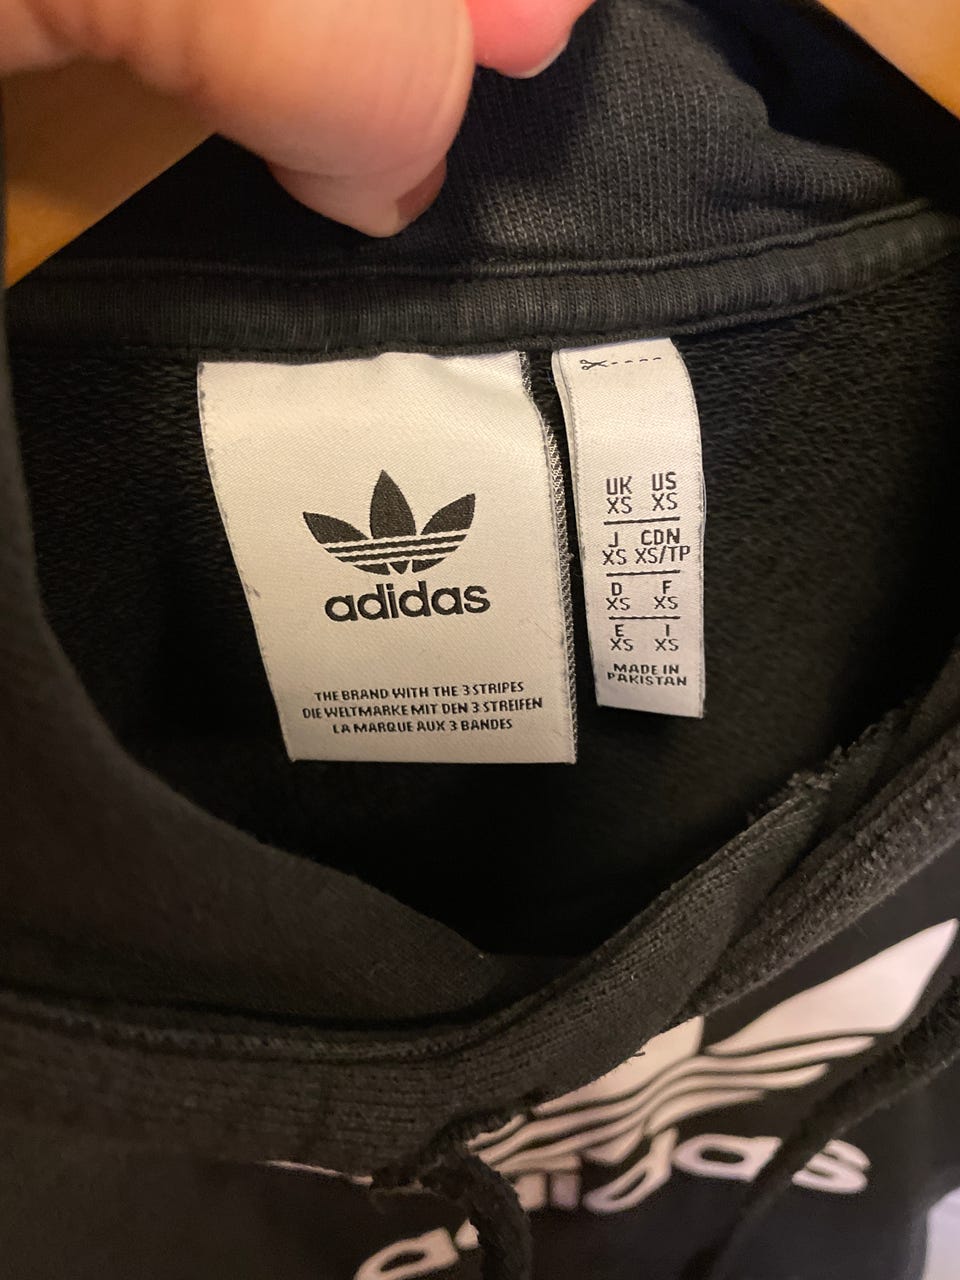 adidas
THE BRAND WITH THE 3 STRIPES
DIE WELTMARKE MIT DEN 3 STREIFEN
LA MARQUE AUX 3 BANDES
UK US
XS XS
J CDN
XS XS/TP
D F
XS XS
E I
XS XS
MADE IN
PAKISTAN
adidas